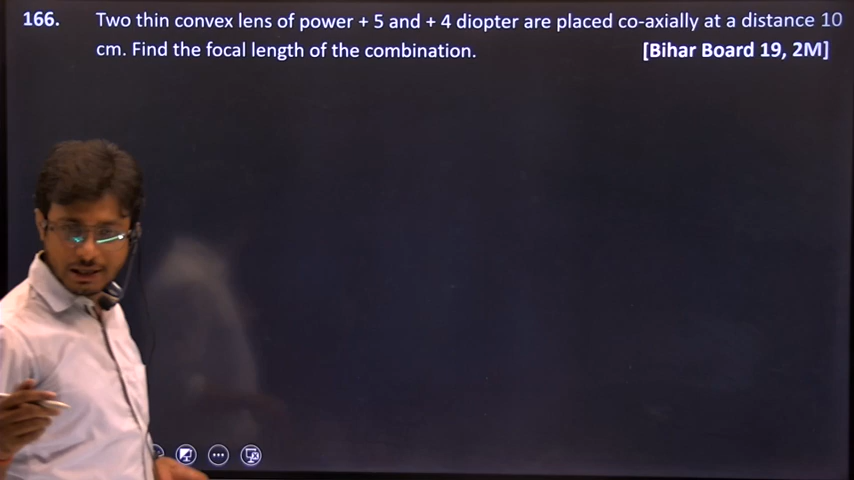 166. Two thin convex lens of power + 5 and + 4 diopter are placed co-axially at a distance 10
cm. Find the focal length of the combination. [Bihar Board 19, 2M]